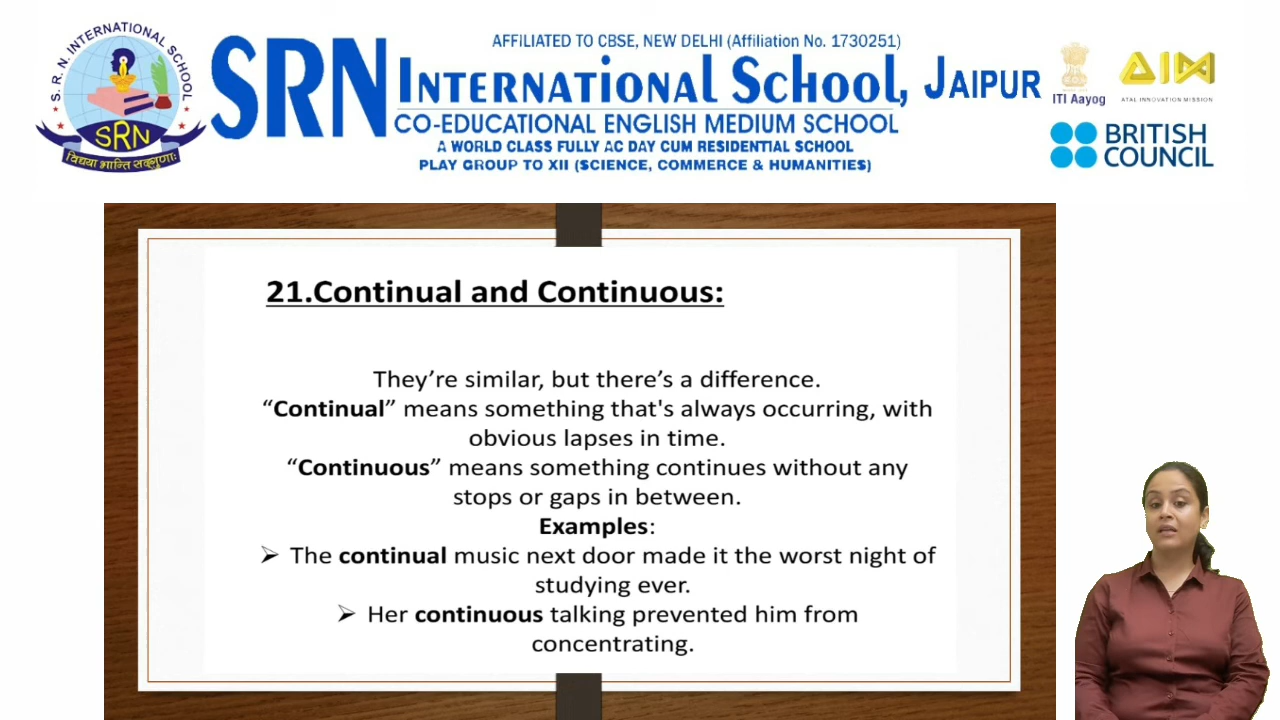 S. R. N. INTERNATIONAL SCHOOL
SRN
विद्यया भान्ति सद्गुणाः
AFFILIATED TO CBSE, NEW DELHI (Affiliation No. 1730251)
SRN INTERNATIONAL SCHOOL, JAIPUR
CO-EDUCATIONAL ENGLISH MEDIUM SCHOOL
A WORLD CLASS FULLY AC DAY CUM RESIDENTIAL SCHOOL
PLAY GROUP TO XII (SCIENCE, COMMERCE & HUMANITIES)
ITI Aayog
AIM
ATAL INNOVATION MISSION
BRITISH
COUNCIL
21.Continual and Continuous:
They’re similar, but there’s a difference.
“Continual” means something that's always occurring, with
obvious lapses in time.
“Continuous” means something continues without any
stops or gaps in between.
Examples:
➢ The continual music next door made it the worst night of
studying ever.
➢ Her continuous talking prevented him from
concentrating.